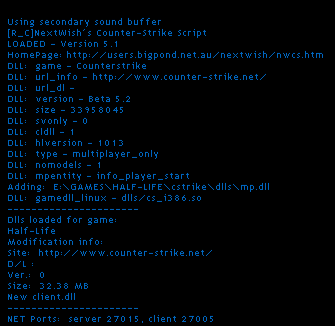 Using secondary sound buffer
[R_C]NextWish's Counter-Strike Script
LOADED - Version 5.1
HomePage: http://users.bigpond.net.au/nextwish/nwcs.htm
DLL:  game - Counterstrike
DLL:  url_info - http://www.counter-strike.net/
DLL:  url_dl -
DLL:  version - Beta 5.2
DLL:  size - 33958045
DLL:  svonly - 0
DLL:  cldll - 1
DLL:  hlversion - 1013
DLL:  type - multiplayer_only
DLL:  nomodels - 1
DLL:  mpentity - info_player_start
Adding:  E:\GAMES\HALF-LIFE\cstrike\dlls\mp.dll
DLL:  gamedll_linux - dlls/cs_i386.so
----------------------
Dlls loaded for game:
Half-Life
Modification info:
Site:  http://www.counter-strike.net/
D/L :
Ver.:  0
Size:  32.38 MB
New client.dll
----------------------
NET Ports:  server 27015, client 27005